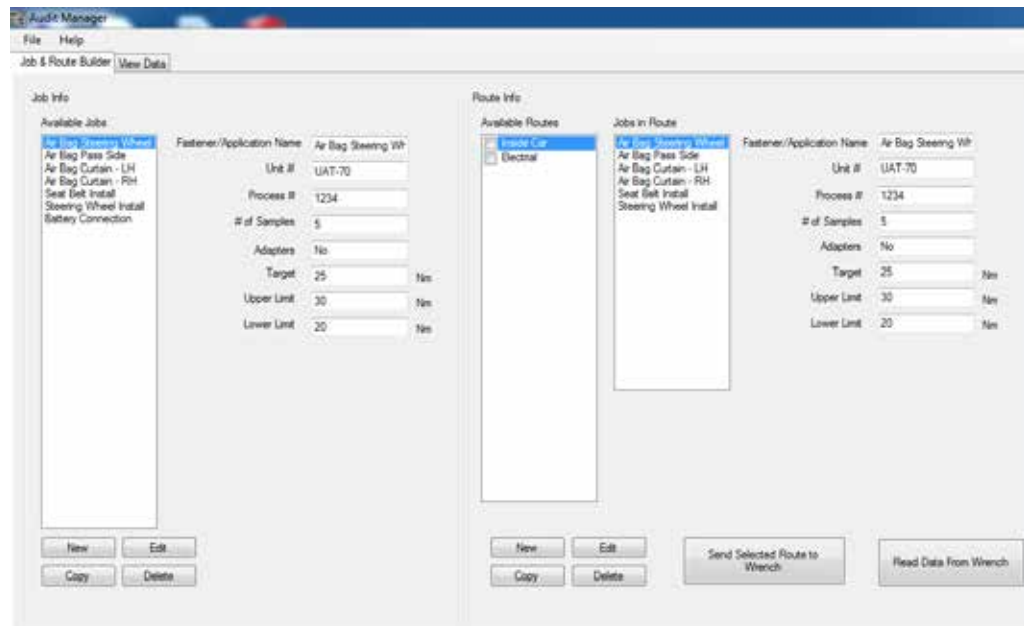 Audit Manager
File Help
Job & Route Builder View Data
Job Info
Available Jobs
Air Bag Steering Wheel
Air Bag Pass Side
Air Bag Curtain - LH
Air Bag Curtain - RH
Seat Belt Install
Steering Wheel Install
Battery Connection
Fastener/Application Name Air Bag Steering Wh
Unit # UAT-70
Process # 1234
# of Samples 5
Adapters No
Target 25 Nm
Upper Limit 30 Nm
Lower Limit 20 Nm
New Edit
Copy Delete
Route Info
Available Routes
Inside Car
Electrial
Jobs in Route
Air Bag Steering Wheel
Air Bag Pass Side
Air Bag Curtain - LH
Air Bag Curtain - RH
Seat Belt Install
Steering Wheel Install
Fastener/Application Name Air Bag Steering Wh
Unit # UAT-70
Process # 1234
# of Samples 5
Adapters No
Target 25 Nm
Upper Limit 30 Nm
Lower Limit 20 Nm
New Edit
Copy Delete
Send Selected Route to
Wrench
Read Data From Wrench